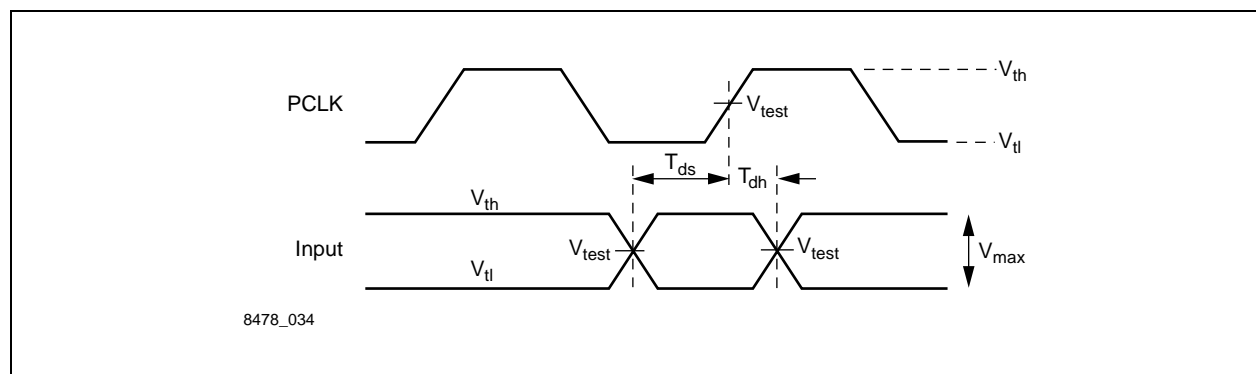 V_th
PCLK
V_test
V_tl
T_ds
T_dh
V_th
Input
V_test
V_test
V_max
V_tl
8478_034